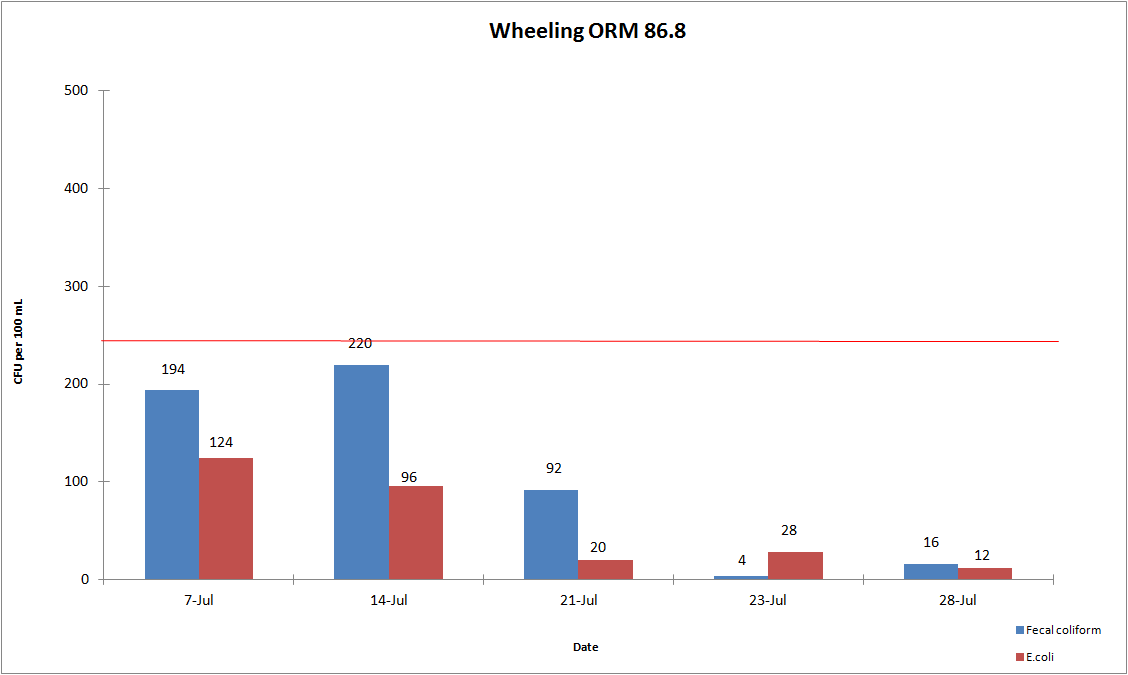 Wheeling ORM 86.8
500
400
300
200
100
0
CFU per 100 mL
194
124
220
96
92
20
4
28
16
12
7-Jul
14-Jul
21-Jul
23-Jul
28-Jul
Date
Fecal coliform
E.coli